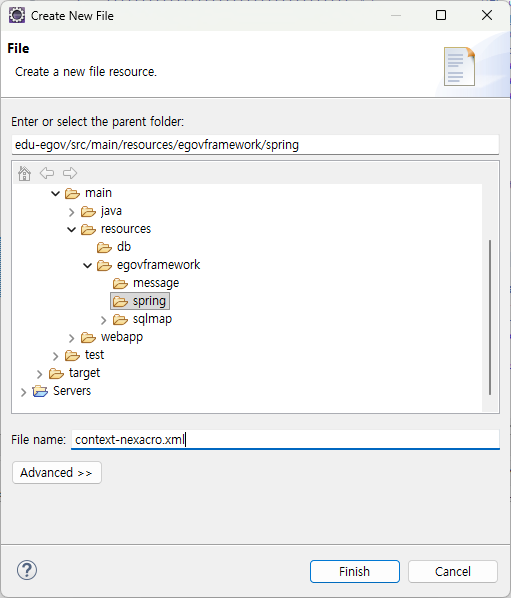 Create New File
File
Create a new file resource.
Enter or select the parent folder:
edu-egov/src/main/resources/egovframework/spring
main
java
resources
db
egovframework
message
spring
sqlmap
webapp
test
target
Servers
File name: context-nexacro.xml
Advanced >>
? Finish Cancel